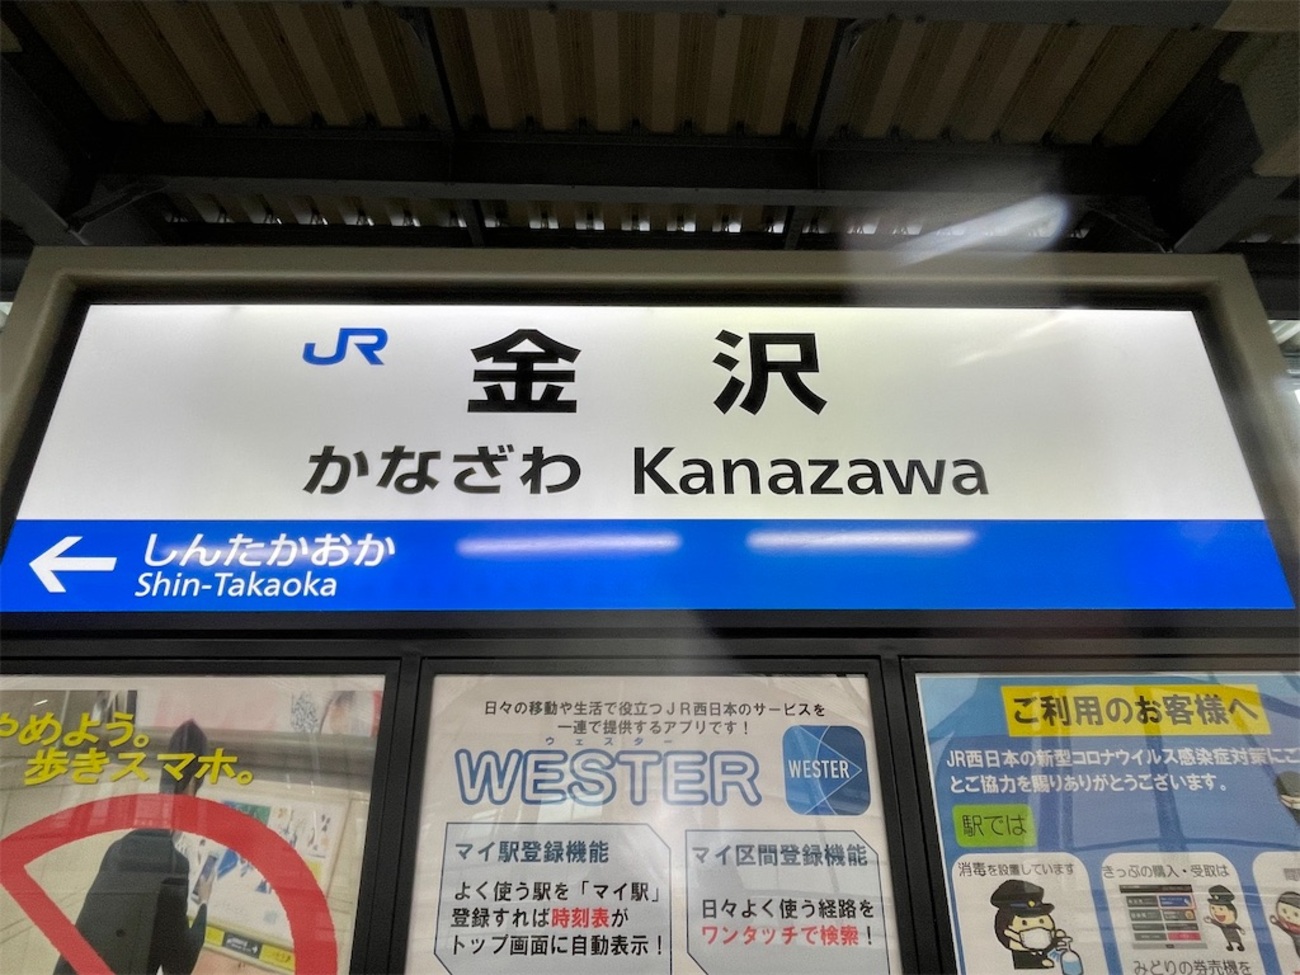 JR 金沢
かなざわ Kanazawa
← しんたかおか
Shin-Takaoka
やめよう。
歩きスマホ。
日々の移動や生活で役立つJR西日本のサービスを
一連で提供するアプリです！
ウェスター
WESTER
WESTER
マイ駅登録機能
よく使う駅を「マイ駅」
登録すれば時刻表が
トップ画面に自動表示！
マイ区間登録機能
日々よく使う経路を
ワンタッチで検索！
ご利用のお客様へ
JR西日本の新型コロナウイルス感染症対策にご
とご協力を賜りありがとうございます。
駅では
消毒を設置しています
きっぷの購入・受取は
みどりの券売機を